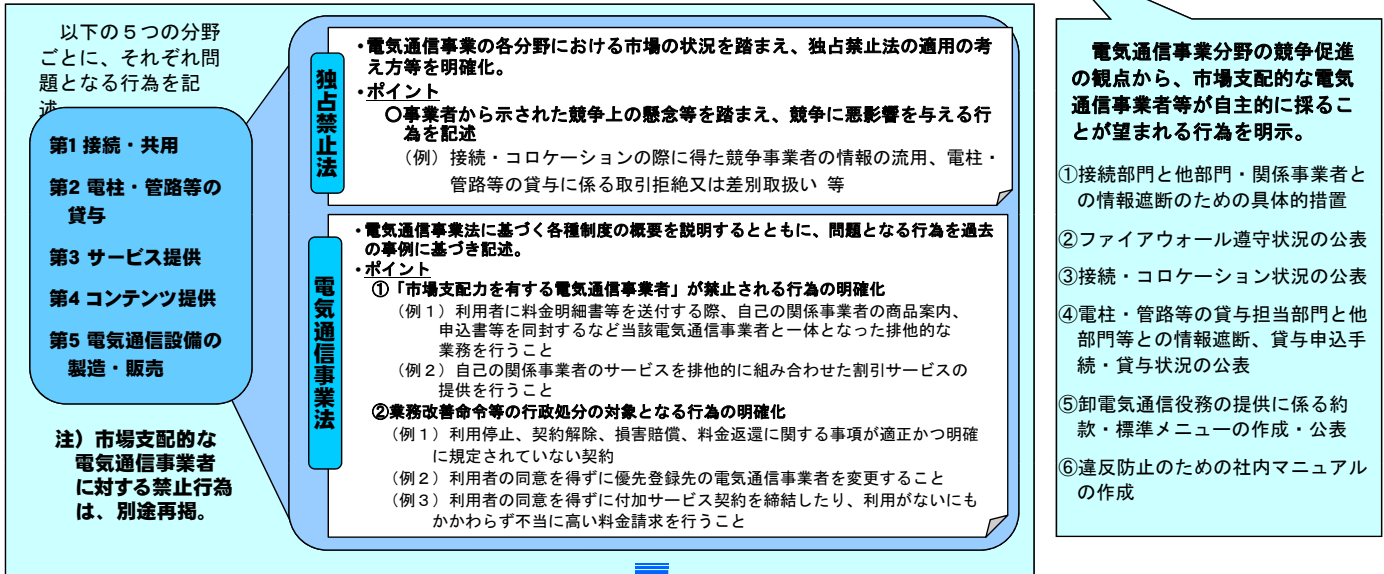 以下の５つの分野
ごとに、それぞれ問
題となる行為を記
述
第1 接続・共用
第2 電柱・管路等の
貸与
第3 サービス提供
第4 コンテンツ提供
第5 電気通信設備の
製造・販売
注）市場支配的な
電気通信事業者
に対する禁止行為
は、別途再掲。
独占禁止法
・電気通信事業の各分野における市場の状況を踏まえ、独占禁止法の適用の考
え方等を明確化。
・ポイント
〇事業者から示された競争上の懸念等を踏まえ、競争に悪影響を与える行
為を記述
（例）接続・コロケーションの際に得た競争事業者の情報の流用、電柱・
管路等の貸与に係る取引拒絶又は差別取扱い 等
電気通信事業法
・電気通信事業法に基づく各種制度の概要を説明するとともに、問題となる行為を過去
の事例に基づき記述。
・ポイント
①「市場支配力を有する電気通信事業者」が禁止される行為の明確化
（例１）利用者に料金明細書等を送付する際、自己の関係事業者の商品案内、
申込書等を同封するなど当該電気通信事業者と一体となった排他的な
業務を行うこと
（例２）自己の関係事業者のサービスを排他的に組み合わせた割引サービスの
提供を行うこと
②業務改善命令等の行政処分の対象となる行為の明確化
（例１）利用停止、契約解除、損害賠償、料金返還に関する事項が適正かつ明確
に規定されていない契約
（例２）利用者の同意を得ずに優先登録先の電気通信事業者を変更すること
（例３）利用者の同意を得ずに付加サービス契約を締結したり、利用がないにも
かかわらず不当に高い料金請求を行うこと
電気通信事業分野の競争促進
の観点から、市場支配的な電気
通信事業者等が自主的に採るこ
とが望まれる行為を明示。
①接続部門と他部門・関係事業者と
の情報遮断のための具体的措置
②ファイアウォール遵守状況の公表
③接続・コロケーション状況の公表
④電柱・管路等の貸与担当部門と他
部門等との情報遮断、貸与申込手
続・貸与状況の公表
⑤卸電気通信役務の提供に係る約
款・標準メニューの作成・公表
⑥違反防止のための社内マニュアル
の作成